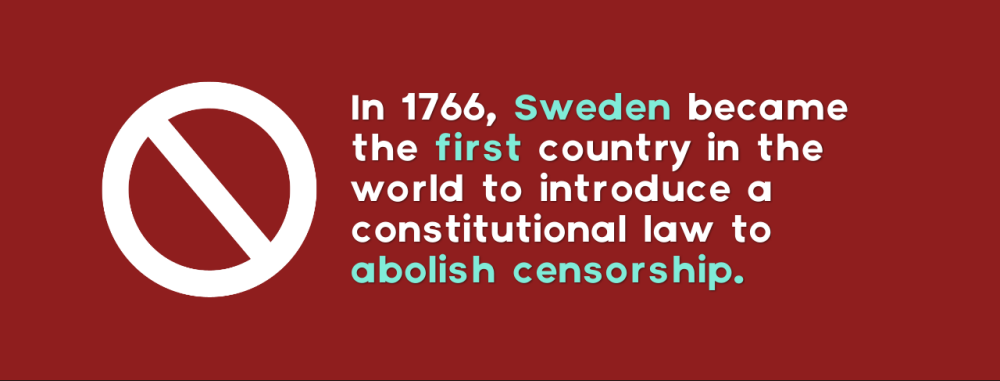 In 1766, Sweden became
the first country in the
world to introduce a
constitutional law to
abolish censorship.